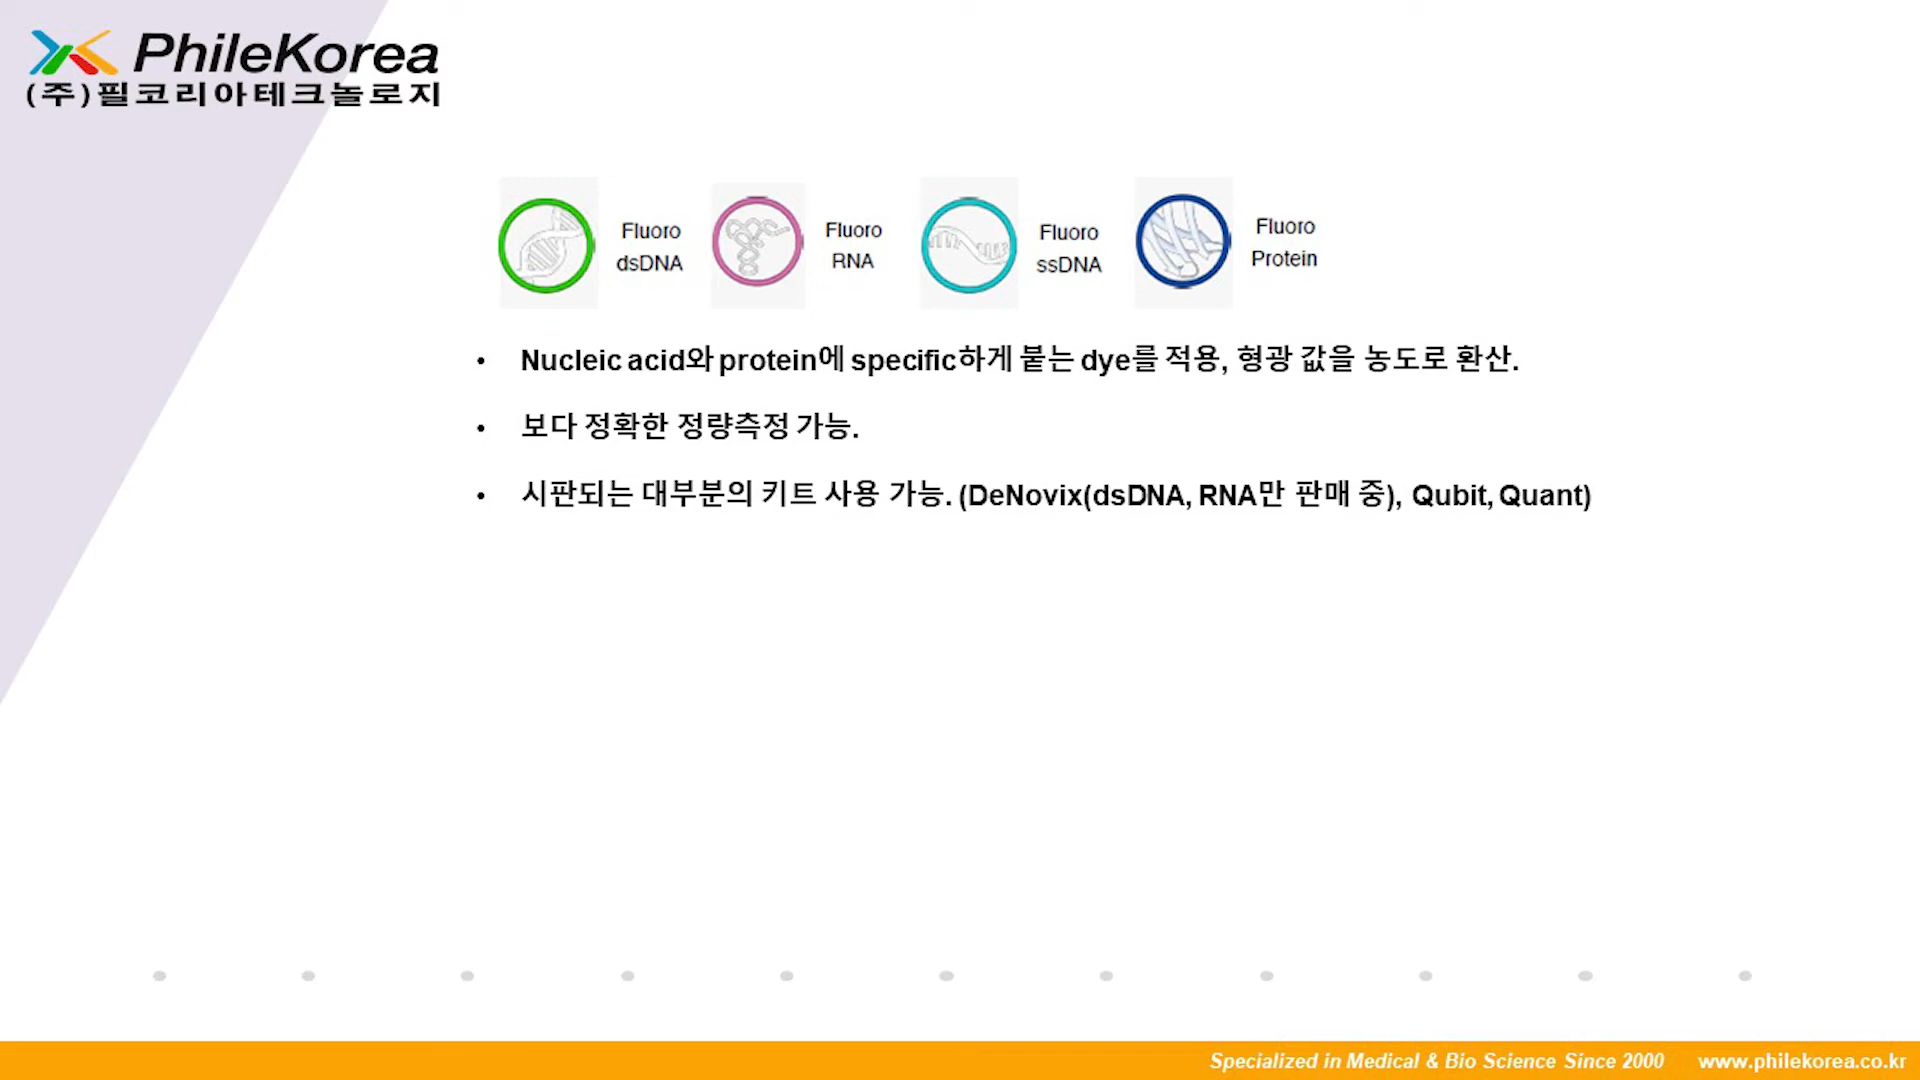 PhileKorea
(주)필코리아테크놀로지
Fluoro
dsDNA
Fluoro
RNA
Fluoro
ssDNA
Fluoro
Protein
• Nucleic acid와 protein에 specific하게 붙는 dye를 적용, 형광 값을 농도로 환산.
• 보다 정확한 정량측정 가능.
• 시판되는 대부분의 키트 사용 가능. (DeNovix(dsDNA, RNA만 판매 중), Qubit, Quant)
Specialized in Medical & Bio Science Since 2000 www.philekorea.co.kr